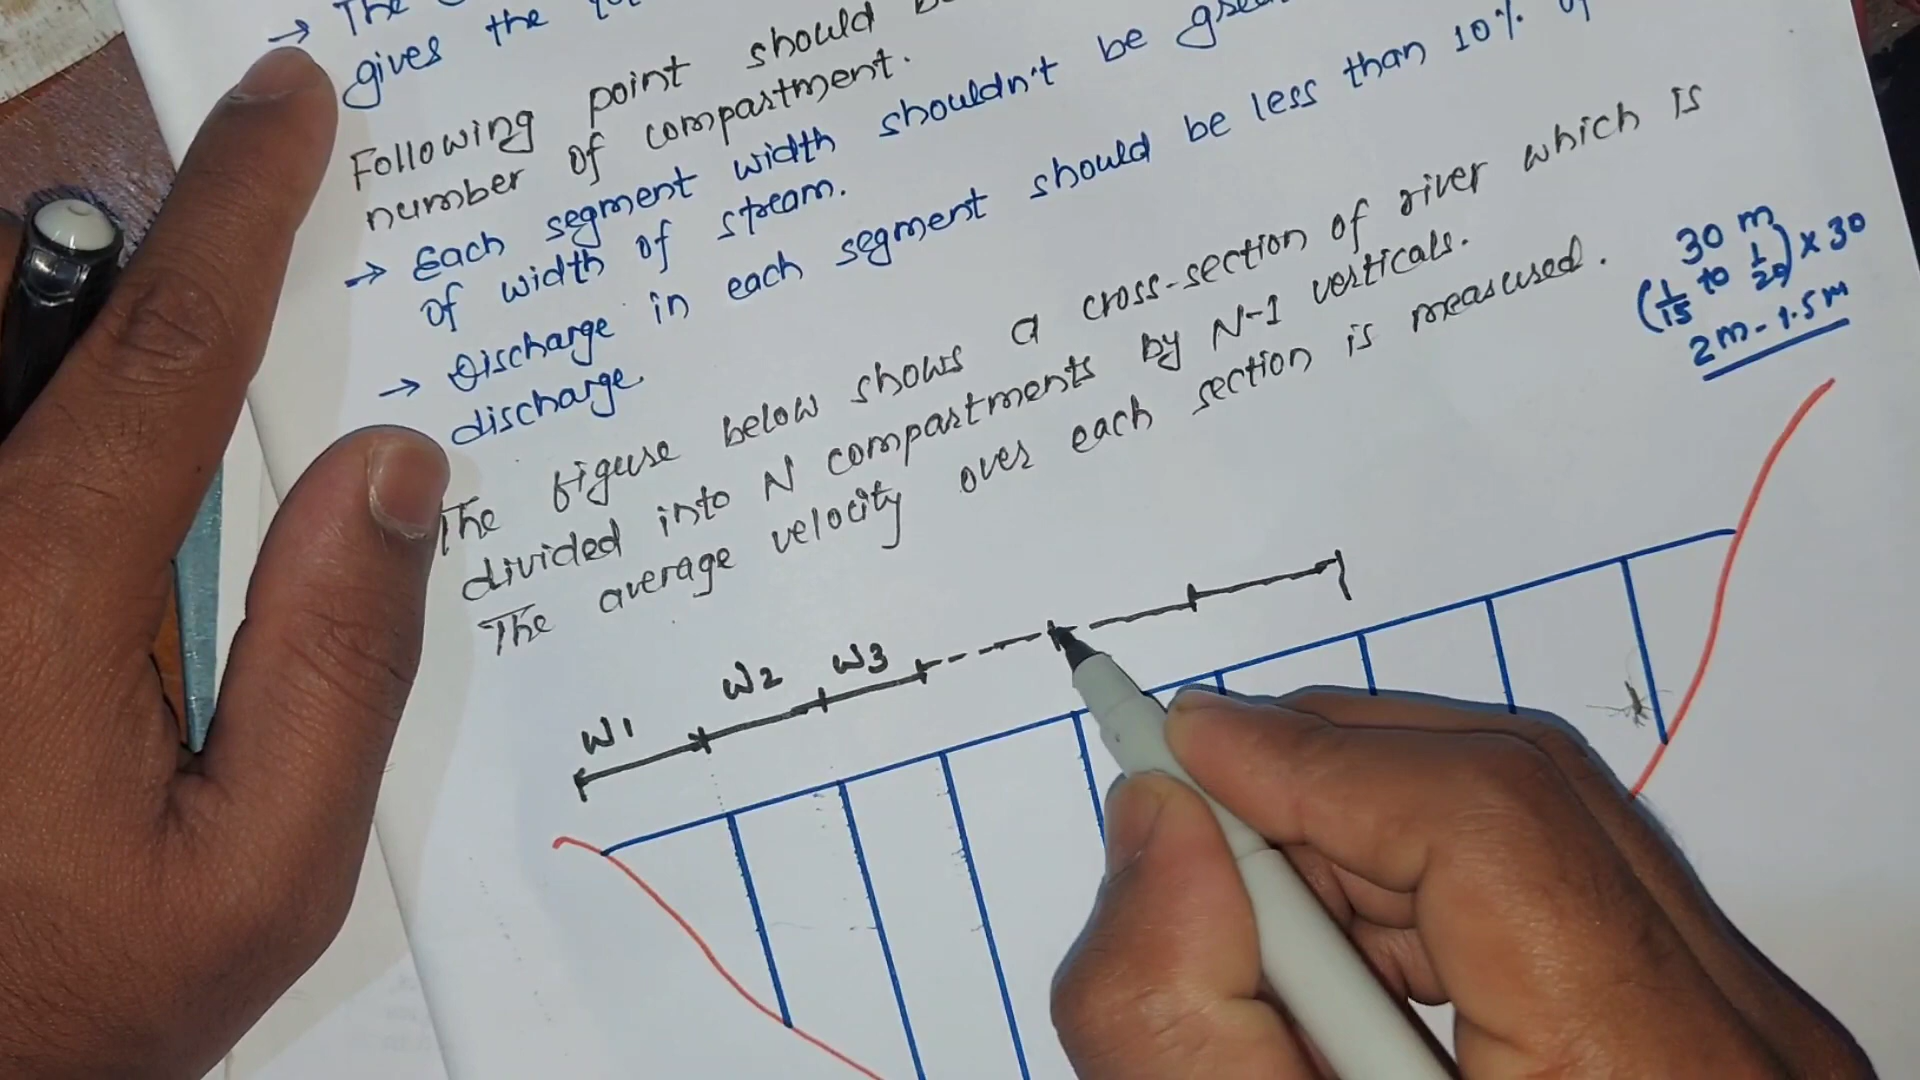 → The
gives the
Following point should
number of compartment.
→ Each segment width shouldn't be
of width of stream.
→ Discharge in each segment should be less than 10%
discharge.
The figure below shows a cross-section of river which is
divided into N compartments by N-1 verticals.
The average velocity over each section is measured.
30 m
(1/15 to 1/20) × 30
2m - 1.5m
W1 W2 W3